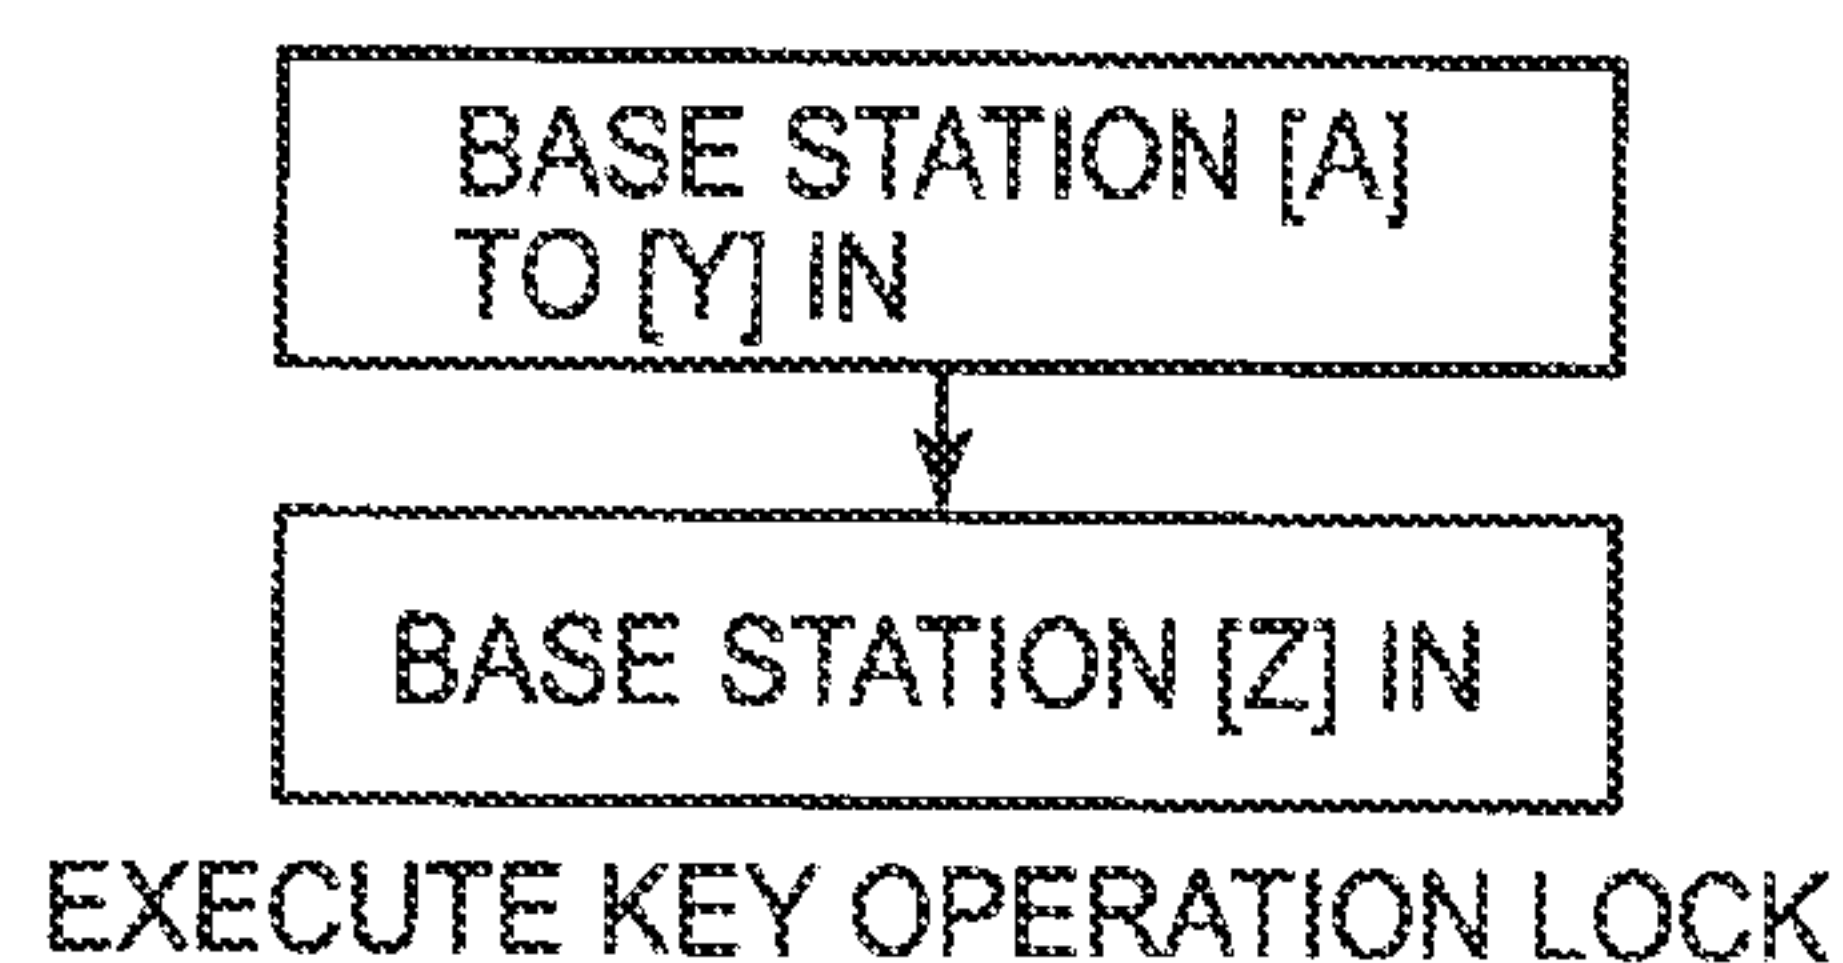 BASE STATION [A]
TO [Y] IN
BASE STATION [Z] IN
EXECUTE KEY OPERATION LOCK